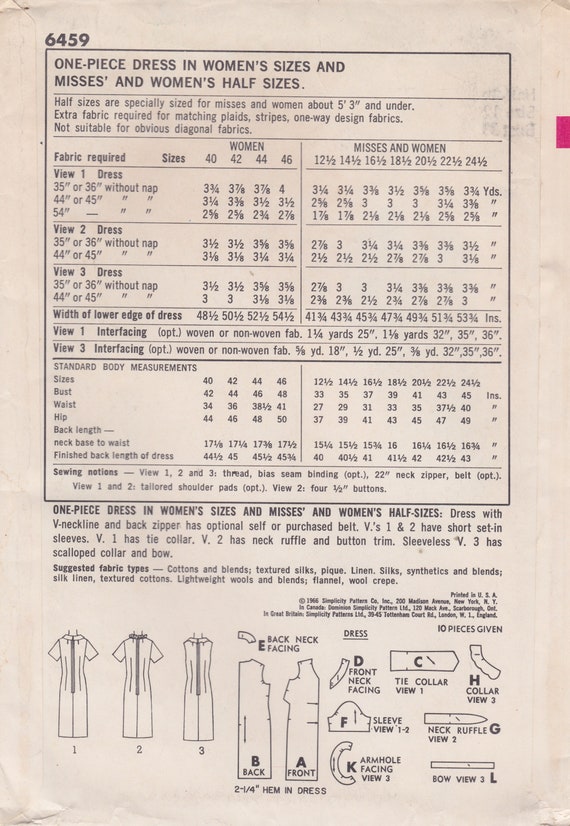 6459
ONE-PIECE DRESS IN WOMEN'S SIZES AND
MISSES' AND WOMEN'S HALF SIZES.
Half sizes are specially sized for misses and women about 5' 3" and under.
Extra fabric required for matching plaids, stripes, one-way design fabrics.
Not suitable for obvious diagonal fabrics.
WOMEN MISSES AND WOMEN
Fabric required Sizes 40 42 44 46 12½ 14½ 16½ 18½ 20½ 22½ 24½
View 1 Dress
35" or 36" without nap 3¾ 3⅞ 3⅞ 4 3¼ 3¼ 3⅜ 3½ 3⅝ 3⅝ 3¾ Yds.
44" or 45" " " 3¼ 3⅜ 3½ 3½ 2⅝ 2⅝ 3 3 3 3¼ 3⅜ "
54" — " " 2⅝ 2⅝ 2¾ 2⅞ 1⅞ 1⅞ 2⅛ 2⅛ 2⅛ 2⅝ 2⅝ "
View 2 Dress
35" or 36" without nap 3½ 3½ 3⅝ 3⅝ 2⅞ 3 3¼ 3¼ 3⅜ 3⅜ 3½ "
44" or 45" " " 3⅛ 3⅛ 3¼ 3¼ 2½ 2½ 2½ 2⅞ 2⅞ 3 3⅛ "
View 3 Dress
35" or 36" without nap 3½ 3½ 3⅝ 3⅝ 2⅞ 3 3 3¼ 3⅜ 3⅜ 3⅜ "
44" or 45" " " 3 3 3⅛ 3⅛ 2⅜ 2⅜ 2½ 2¾ 2⅞ 2⅞ 3 "
Width of lower edge of dress 48½ 50½ 52½ 54½ 41¾ 43¾ 45¾ 47¾ 49¾ 51¾ 53¾ Ins.
View 1 Interfacing (opt.) woven or non-woven fab. 1¼ yards 25". 1⅛ yards 32", 35", 36".
View 3 Interfacing (opt.) woven or non-woven fab. ⅝ yd. 18", ½ yd. 25", ⅜ yd. 32",35",36".
STANDARD BODY MEASUREMENTS
Sizes 40 42 44 46 12½ 14½ 16½ 18½ 20½ 22½ 24½
Bust 42 44 46 48 33 35 37 39 41 43 45 Ins.
Waist 34 36 38½ 41 27 29 31 33 35 37½ 40 "
Hip 44 46 48 50 37 39 41 43 45 47 49 "
Back length —
neck base to waist 17⅛ 17¼ 17⅜ 17½ 15¼ 15½ 15¾ 16 16¼ 16½ 16¾ "
Finished back length of dress 44½ 45 45½ 45¾ 40 40½ 41 41½ 42 42½ 43 "
Sewing notions — View 1, 2 and 3: thread, bias seam binding (opt.), 22" neck zipper, belt (opt.).
View 1 and 2: tailored shoulder pads (opt.). View 2: four ½" buttons.
ONE-PIECE DRESS IN WOMEN'S SIZES AND MISSES' AND WOMEN'S HALF-SIZES: Dress with
V-neckline and back zipper has optional self or purchased belt. V.'s 1 & 2 have short set-in
sleeves. V. 1 has tie collar. V. 2 has neck ruffle and button trim. Sleeveless V. 3 has
scalloped collar and bow.
Suggested fabric types — Cottons and blends; textured silks, pique. Linen. Silks, synthetics and blends;
silk linen, textured cottons. Lightweight wools and blends; flannel, wool crepe.
Printed in U. S. A.
©1966 Simplicity Pattern Co., Inc., 200 Madison Avenue, New York, N. Y.
In Canada: Dominion Simplicity Pattern Ltd., 120 Mack Ave., Scarborough, Ont.
In Great Britain: Simplicity Patterns Ltd., 39-45 Tottenham Court Rd., London, W. 1., England.
10 PIECES GIVEN
DRESS
E BACK NECK
FACING
D
FRONT
NECK
FACING
C
TIE COLLAR
VIEW 1
H
COLLAR
VIEW 3
F SLEEVE
VIEW 1-2
NECK RUFFLE G
VIEW 2
K ARMHOLE
FACING
VIEW 3
BOW VIEW 3 L
B
BACK
A
FRONT
1 2 3
2-1/4" HEM IN DRESS